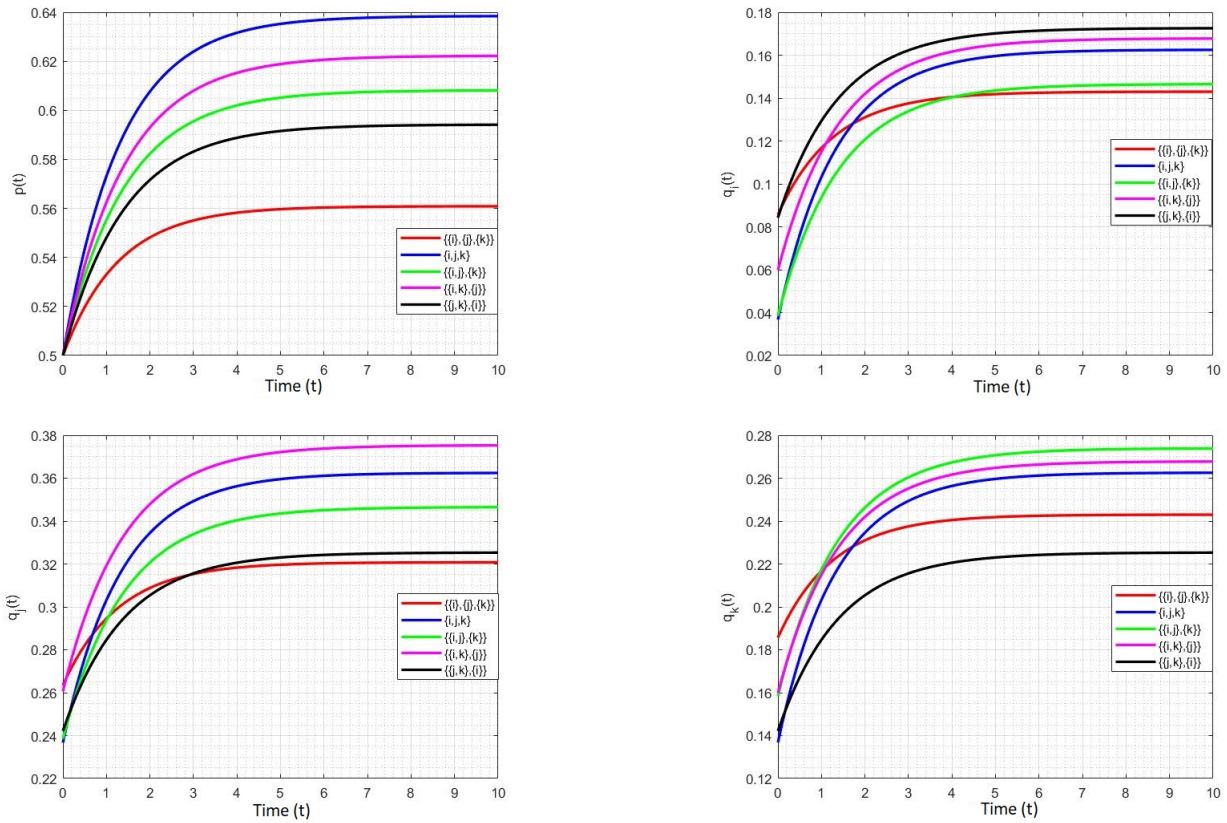 p(t)
0.64
0.62
0.6
0.58
0.56
0.54
0.52
0.5
{{i},{j},{k}}
{i,j,k}
{{i,j},{k}}
{{i,k},{j}}
{{j,k},{i}}
0 1 2 3 4 5 6 7 8 9 10
Time (t)
qi(t)
0.18
0.16
0.14
0.12
0.1
0.08
0.06
0.04
0.02
{{i},{j},{k}}
{i,j,k}
{{i,j},{k}}
{{i,k},{j}}
{{j,k},{i}}
0 1 2 3 4 5 6 7 8 9 10
Time (t)
qj(t)
0.38
0.36
0.34
0.32
0.3
0.28
0.26
0.24
0.22
{{i},{j},{k}}
{i,j,k}
{{i,j},{k}}
{{i,k},{j}}
{{j,k},{i}}
0 1 2 3 4 5 6 7 8 9 10
Time (t)
qk(t)
0.28
0.26
0.24
0.22
0.2
0.18
0.16
0.14
0.12
{{i},{j},{k}}
{i,j,k}
{{i,j},{k}}
{{i,k},{j}}
{{j,k},{i}}
0 1 2 3 4 5 6 7 8 9 10
Time (t)